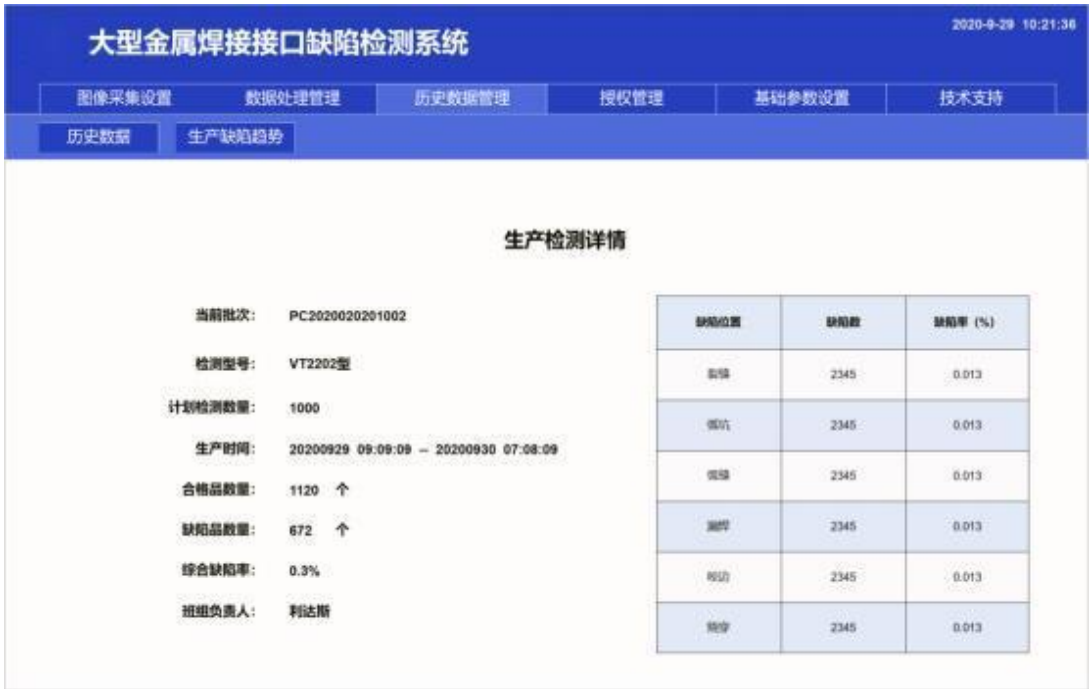 2020-9-29 10:21:36
大型金属焊接接口缺陷检测系统
图像采集设置 数据处理管理 历史数据管理 授权管理 基础参数设置 技术支持
历史数据 生产缺陷趋势
生产检测详情
当前批次： PC2020020201002
检测型号： VT2202型
计划检测数量： 1000
生产时间： 20200929 09:09:09 — 20200930 07:08:09
合格品数量： 1120 个
缺陷品数量： 672 个
综合缺陷率： 0.3%
班组负责人： 利达斯
缺陷位置 缺陷数 缺陷率 (%)
裂缝 2345 0.013
弧坑 2345 0.013
2345 0.013
漏焊 2345 0.013
咬边 2345 0.013
烧穿 2345 0.013